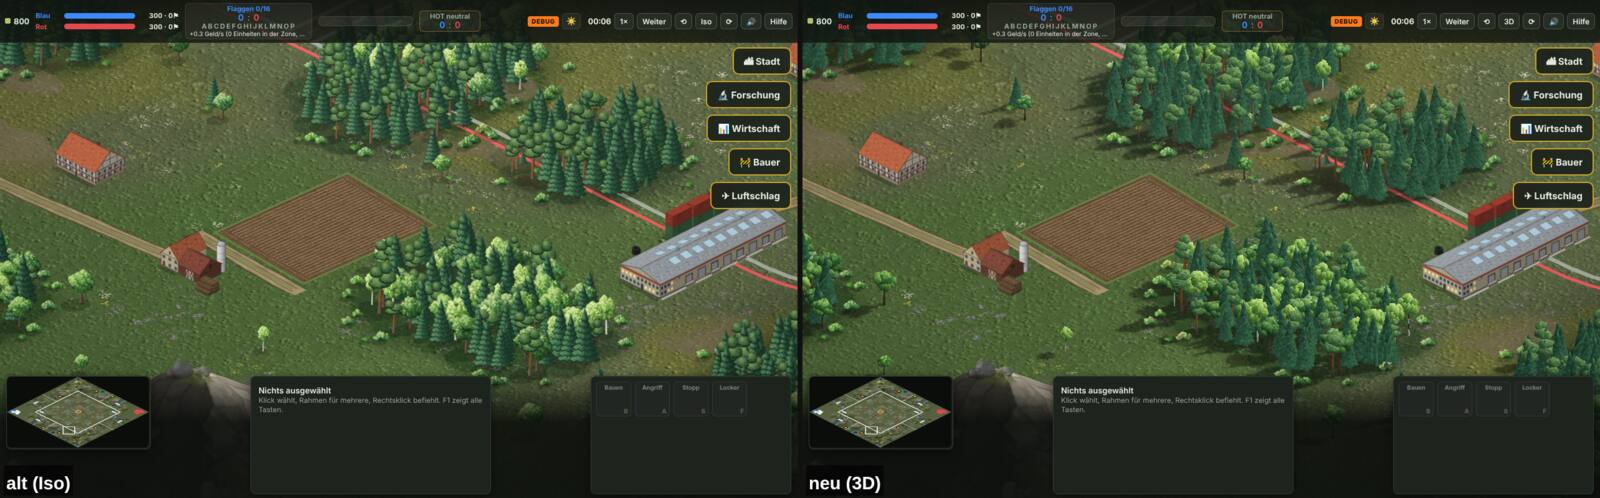 800
Blau
300 · 0
Rot
300 · 0
Flaggen 0/16
0 : 0
A B C D E F G H I J K L M N O P
+0.3 Geld/s (0 Einheiten in der Zone, ...
HOT neutral
0 : 0
DEBUG
00:06
1×
Weiter
Iso
Hilfe
Stadt
Forschung
Wirtschaft
Bauer
Luftschlag
Nichts ausgewählt
Klick wählt, Rahmen für mehrere, Rechtsklick befiehlt. F1 zeigt alle
Tasten.
Bauen
Angriff
Stopp
Locker
B
A
S
F
alt (Iso)
800
Blau
300 · 0
Rot
300 · 0
Flaggen 0/16
0 : 0
A B C D E F G H I J K L M N O P
+0.3 Geld/s (0 Einheiten in der Zone, ...
HOT neutral
0 : 0
DEBUG
00:06
1×
Weiter
3D
Hilfe
Stadt
Forschung
Wirtschaft
Bauer
Luftschlag
Nichts ausgewählt
Klick wählt, Rahmen für mehrere, Rechtsklick befiehlt. F1 zeigt alle
Tasten.
Bauen
Angriff
Stopp
Locker
B
A
S
F
neu (3D)